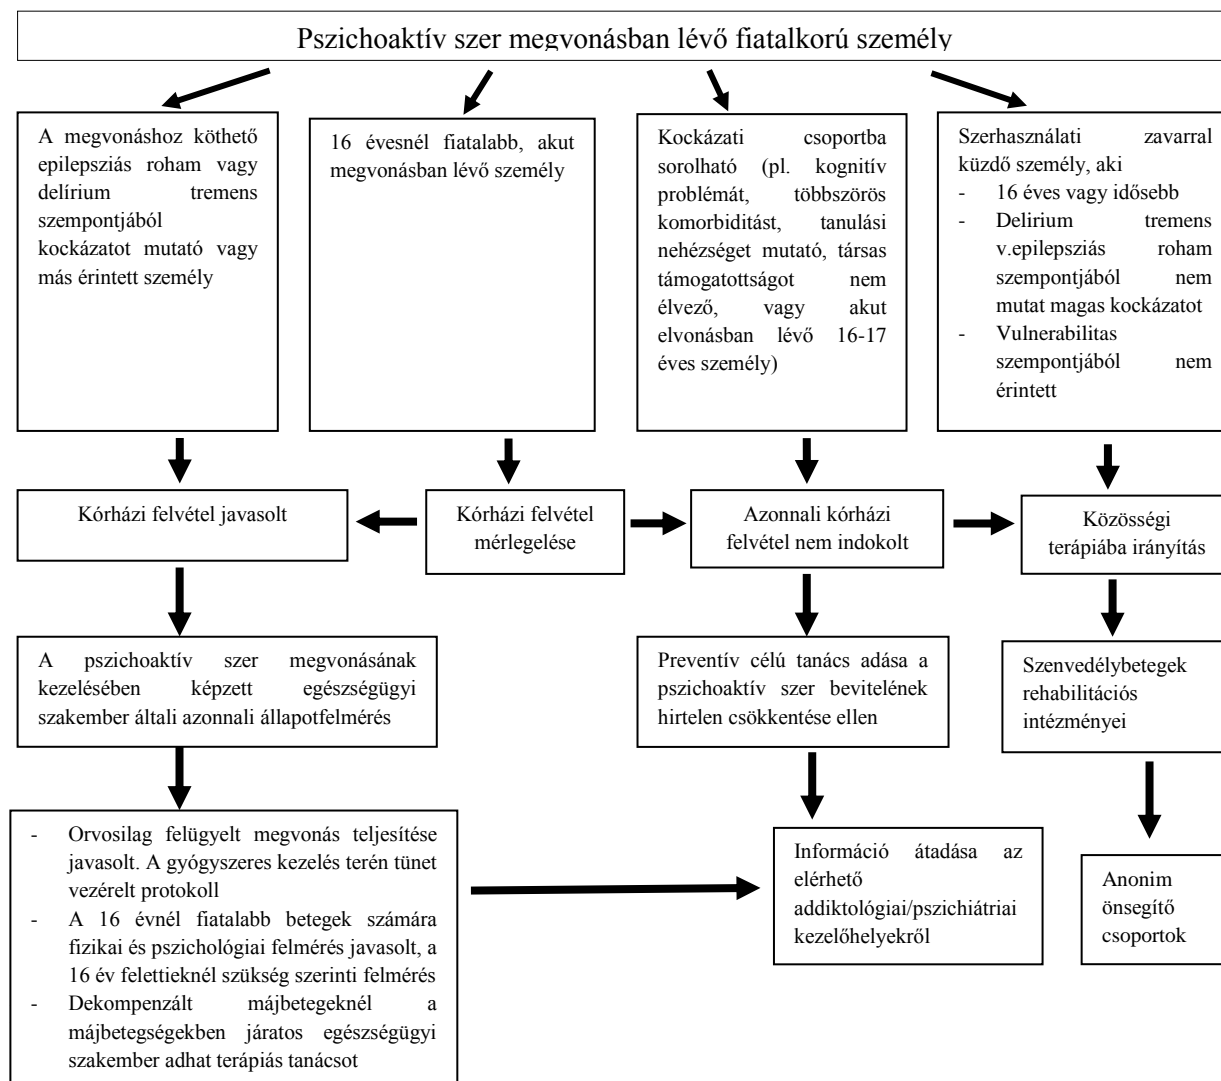 Pszichoaktív szer megvonásban lévő fiatalkorú személy
A megvonáshoz köthető
epilepsziás roham vagy
delírium tremens
szempontjából
kockázatot mutató vagy
más érintett személy
16 évesnél fiatalabb, akut
megvonásban lévő személy
Kockázati csoportba
sorolható (pl. kognitív
problémát, többszörös
komorbiditást, tanulási
nehézséget mutató, társas
támogatottságot nem
élvező, vagy akut
elvonásban lévő 16-17
éves személy)
Szerhasználati zavarral
küzdő személy, aki
- 16 éves vagy idősebb
- Delirium tremens
v.epilepsziás roham
szempontjából nem
mutat magas kockázatot
- Vulnerabilitas
szempontjából nem
érintett
Kórházi felvétel javasolt
Kórházi felvétel
mérlegelése
Azonnali kórházi
felvétel nem indokolt
Közösségi
terápiába irányítás
A pszichoaktív szer megvonásának
kezelésében képzett egészségügyi
szakember általi azonnali állapotfelmérés
Preventív célú tanács adása a
pszichoaktív szer bevitelének
hirtelen csökkentése ellen
Szenvedélybetegek
rehabilitációs
intézményei
- Orvosilag felügyelt megvonás teljesítése
javasolt. A gyógyszeres kezelés terén tünet
vezérelt protokoll
- A 16 évnél fiatalabb betegek számára
fizikai és pszichológiai felmérés javasolt, a
16 év felettieknél szükség szerinti felmérés
- Dekompenzált májbetegeknél a
májbetegségekben járatos egészségügyi
szakember adhat terápiás tanácsot
Információ átadása az
elérhető
addiktológiai/pszichiátriai
kezelőhelyekről
Anonim
önsegítő
csoportok